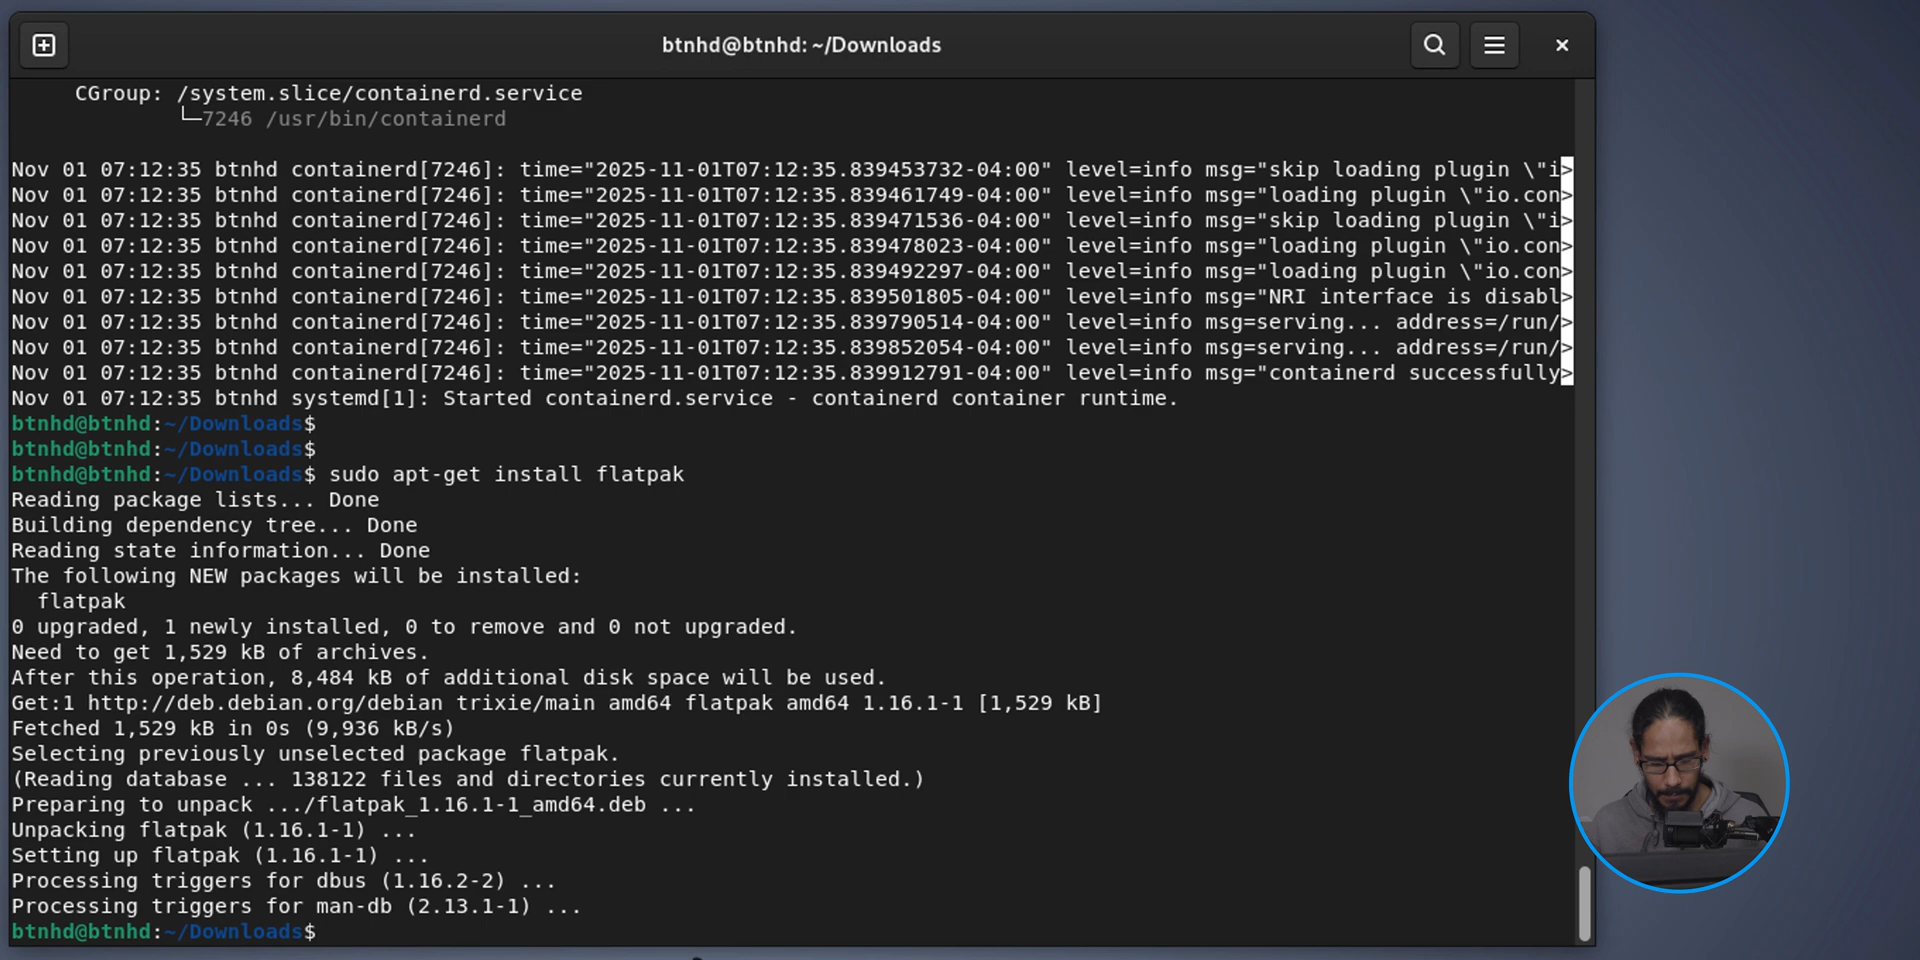 btnhd@btnhd: ~/Downloads
CGroup: /system.slice/containerd.service
└─7246 /usr/bin/containerd
Nov 01 07:12:35 btnhd containerd[7246]: time="2025-11-01T07:12:35.839453732-04:00" level=info msg="skip loading plugin \"i>
Nov 01 07:12:35 btnhd containerd[7246]: time="2025-11-01T07:12:35.839461749-04:00" level=info msg="loading plugin \"io.con>
Nov 01 07:12:35 btnhd containerd[7246]: time="2025-11-01T07:12:35.839471536-04:00" level=info msg="skip loading plugin \"i>
Nov 01 07:12:35 btnhd containerd[7246]: time="2025-11-01T07:12:35.839478023-04:00" level=info msg="loading plugin \"io.con>
Nov 01 07:12:35 btnhd containerd[7246]: time="2025-11-01T07:12:35.839492297-04:00" level=info msg="loading plugin \"io.con>
Nov 01 07:12:35 btnhd containerd[7246]: time="2025-11-01T07:12:35.839501805-04:00" level=info msg="NRI interface is disabl>
Nov 01 07:12:35 btnhd containerd[7246]: time="2025-11-01T07:12:35.839790514-04:00" level=info msg=serving... address=/run/>
Nov 01 07:12:35 btnhd containerd[7246]: time="2025-11-01T07:12:35.839852054-04:00" level=info msg=serving... address=/run/>
Nov 01 07:12:35 btnhd containerd[7246]: time="2025-11-01T07:12:35.839912791-04:00" level=info msg="containerd successfully>
Nov 01 07:12:35 btnhd systemd[1]: Started containerd.service - containerd container runtime.
btnhd@btnhd:~/Downloads$
btnhd@btnhd:~/Downloads$
btnhd@btnhd:~/Downloads$ sudo apt-get install flatpak
Reading package lists... Done
Building dependency tree... Done
Reading state information... Done
The following NEW packages will be installed:
flatpak
0 upgraded, 1 newly installed, 0 to remove and 0 not upgraded.
Need to get 1,529 kB of archives.
After this operation, 8,484 kB of additional disk space will be used.
Get:1 http://deb.debian.org/debian trixie/main amd64 flatpak amd64 1.16.1-1 [1,529 kB]
Fetched 1,529 kB in 0s (9,936 kB/s)
Selecting previously unselected package flatpak.
(Reading database ... 138122 files and directories currently installed.)
Preparing to unpack .../flatpak_1.16.1-1_amd64.deb ...
Unpacking flatpak (1.16.1-1) ...
Setting up flatpak (1.16.1-1) ...
Processing triggers for dbus (1.16.2-2) ...
Processing triggers for man-db (2.13.1-1) ...
btnhd@btnhd:~/Downloads$